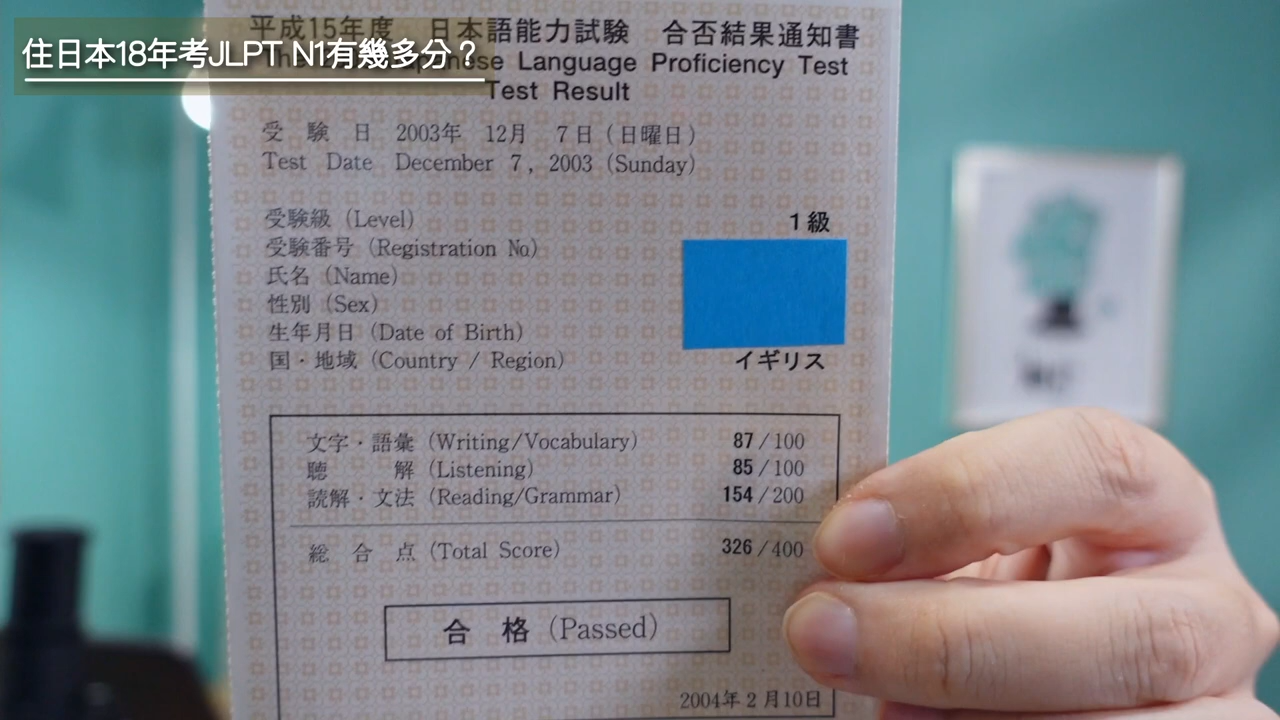 住日本18年考JLPT N1有幾多分？
平成15年度 日本語能力試験 合否結果通知書
Language Proficiency Test
Test Result
受験日 2003年 12月 7日（日曜日）
Test Date December 7, 2003 (Sunday)
受験級（Level） 1級
受験番号（Registration No.）
氏名（Name）
性別（Sex）
生年月日（Date of Birth）
国・地域（Country / Region） イギリス
文字・語彙（Writing/Vocabulary） 87/100
聴解（Listening） 85/100
読解・文法（Reading/Grammar） 154/200
総合点（Total Score） 326/400
合格（Passed）
2004年2月10日